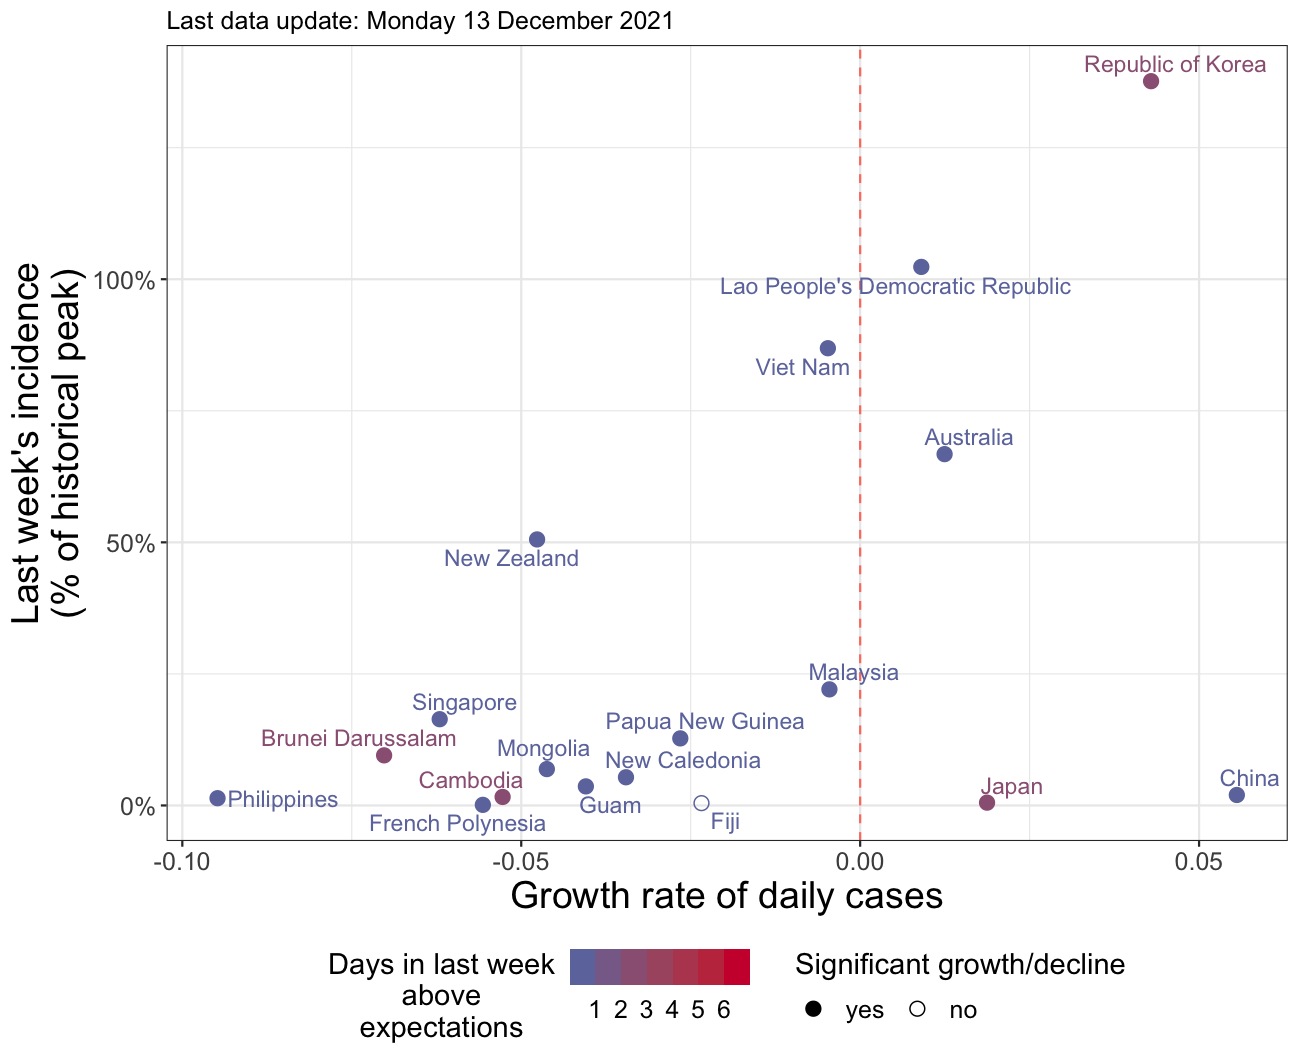 Last data update: Monday 13 December 2021
Republic of Korea
Lao People's Democratic Republic
Viet Nam
Australia
New Zealand
Malaysia
Singapore
Papua New Guinea
Brunei Darussalam
Mongolia
New Caledonia
Cambodia
Japan
China
Philippines
Guam
French Polynesia
Fiji
Last week's incidence
(% of historical peak)
100%
50%
0%
-0.10
-0.05
0.00
0.05
Growth rate of daily cases
Days in last week
above
expectations
1 2 3 4 5 6
Significant growth/decline
yes
no